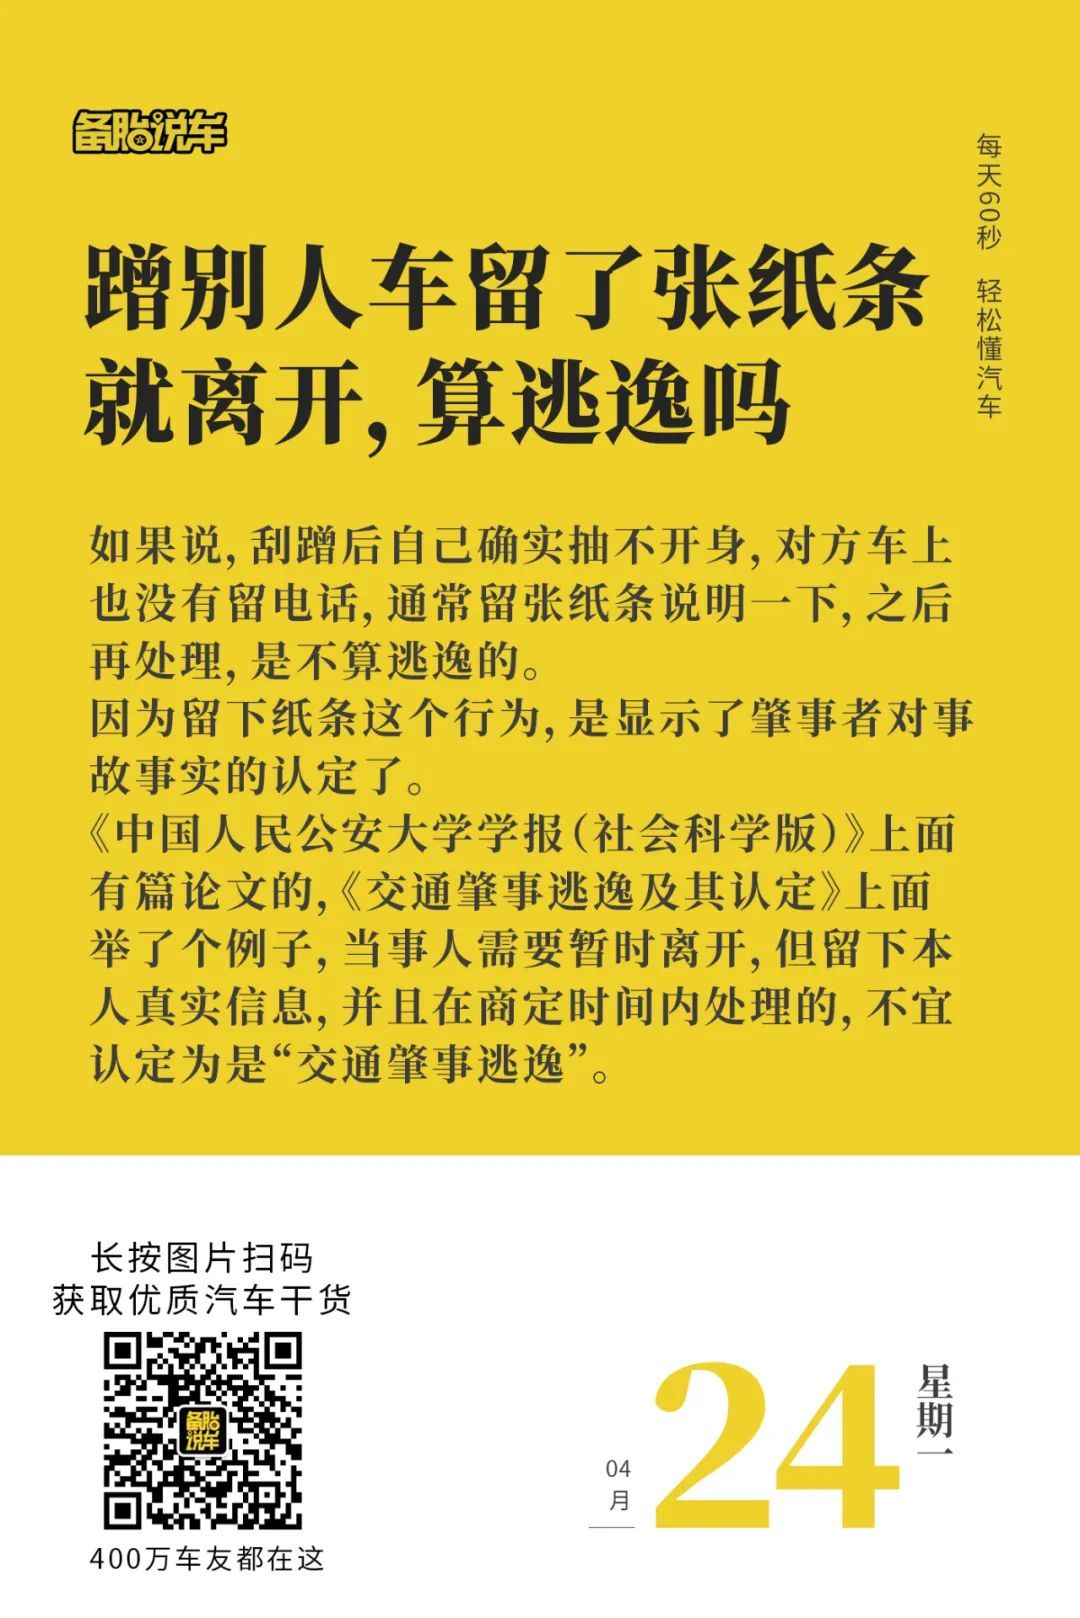 备胎说车
每天60秒 轻松懂汽车
蹭别人车留了张纸条
就离开,算逃逸吗
如果说,刮蹭后自己确实抽不开身,对方车上
也没有留电话,通常留张纸条说明一下,之后
再处理,是不算逃逸的。
因为留下纸条这个行为,是显示了肇事者对事
故事实的认定了。
《中国人民公安大学学报(社会科学版)》上面
有篇论文的,《交通肇事逃逸及其认定》上面
举了个例子,当事人需要暂时离开,但留下本
人真实信息,并且在商定时间内处理的,不宜
认定为是“交通肇事逃逸”。
长按图片扫码
获取优质汽车干货
备胎
说车
400万车友都在这
04
月
24
星期一